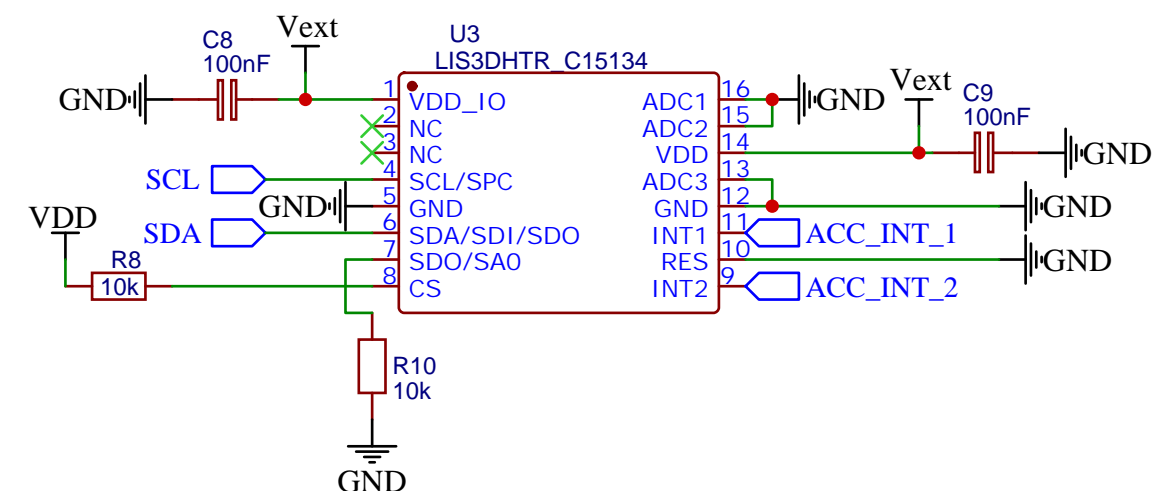 Vext
U3
C8
LIS3DHTR_C15134
100nF
GND
1
VDD_IO
2
NC
3
NC
4
SCL/SPC
SCL
5
GND
GND
6
SDA/SDI/SDO
SDA
7
SDO/SA0
8
CS
VDD
R8
10k
R10
10k
GND
16
ADC1
GND
15
ADC2
14
VDD
Vext
C9
100nF
GND
13
ADC3
12
GND
GND
11
INT1
ACC_INT_1
10
RES
GND
9
INT2
ACC_INT_2